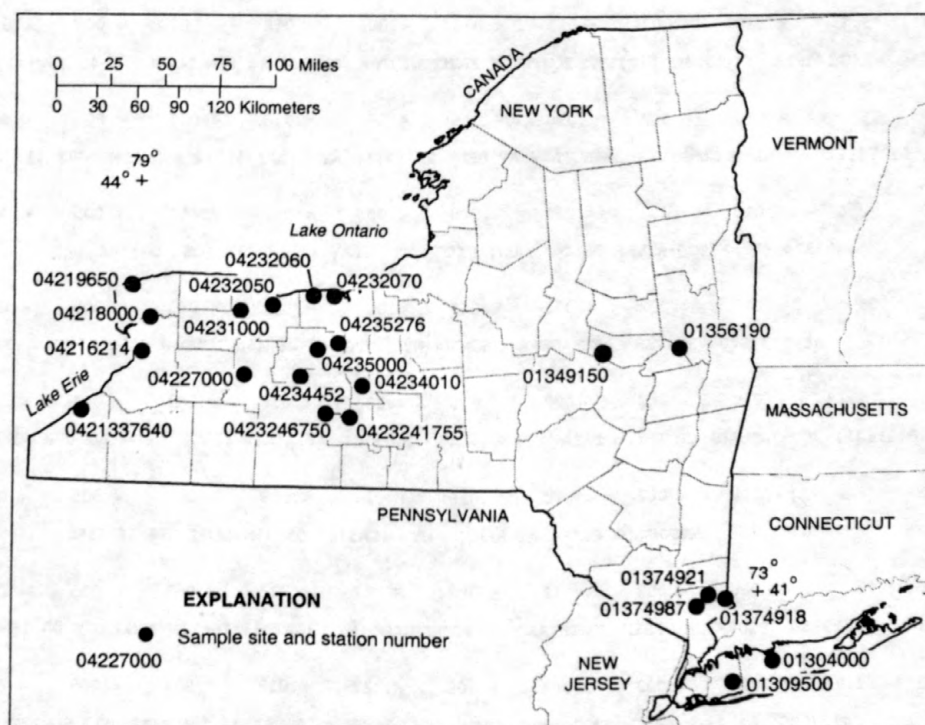 0 25 50 75 100 Miles
0 30 60 90 120 Kilometers
79°
44° +
CANADA
NEW YORK
VERMONT
Lake Ontario
04232060
04219650
04232050
04232070
04218000
04231000
04235276
01356190
04216214
04235000
01349150
Lake Erie
04227000
04234010
04234452
MASSACHUSETTS
0421337640
0423246750
0423241755
PENNSYLVANIA
CONNECTICUT
01374921
73°
+ 41°
EXPLANATION
01374987
01374918
Sample site and station number
04227000
NEW
JERSEY
01304000
01309500